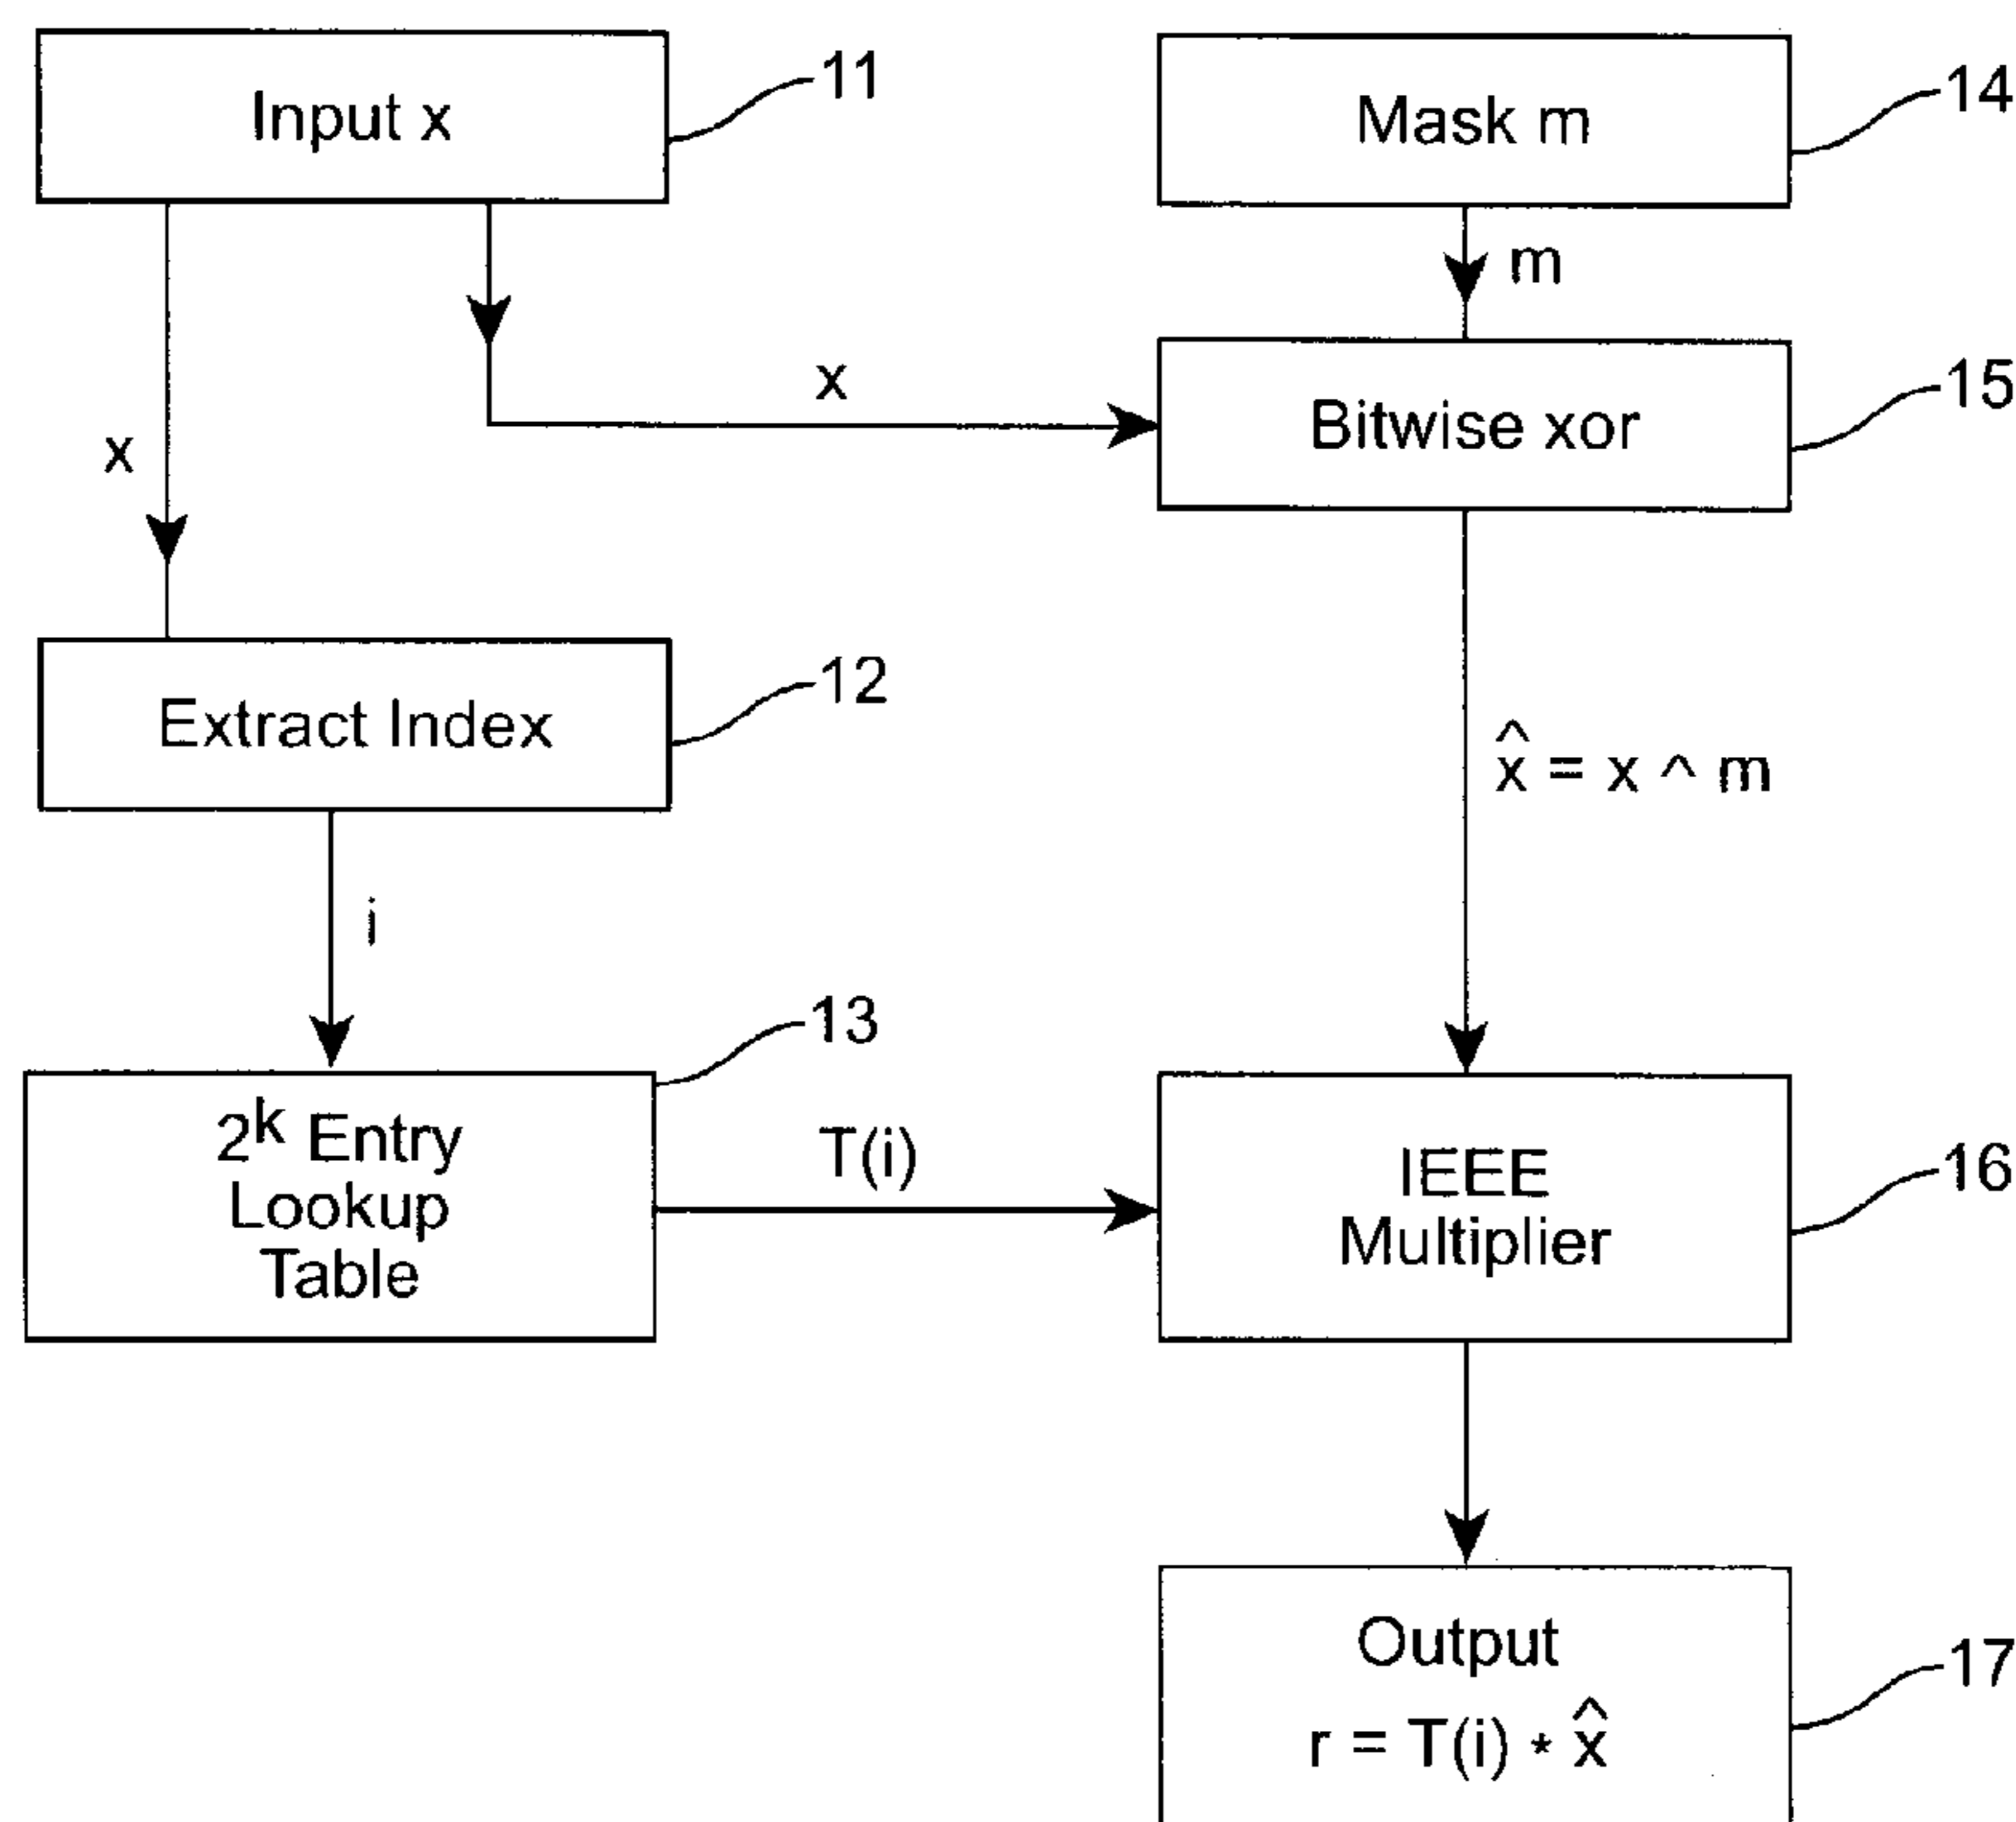 Input x
11
Mask m
14
m
x
Bitwise xor
15
x
Extract Index
12
x̂ = x ^ m
i
2^k Entry
Lookup
Table
13
T(i)
IEEE
Multiplier
16
Output
r = T(i) * x̂
17